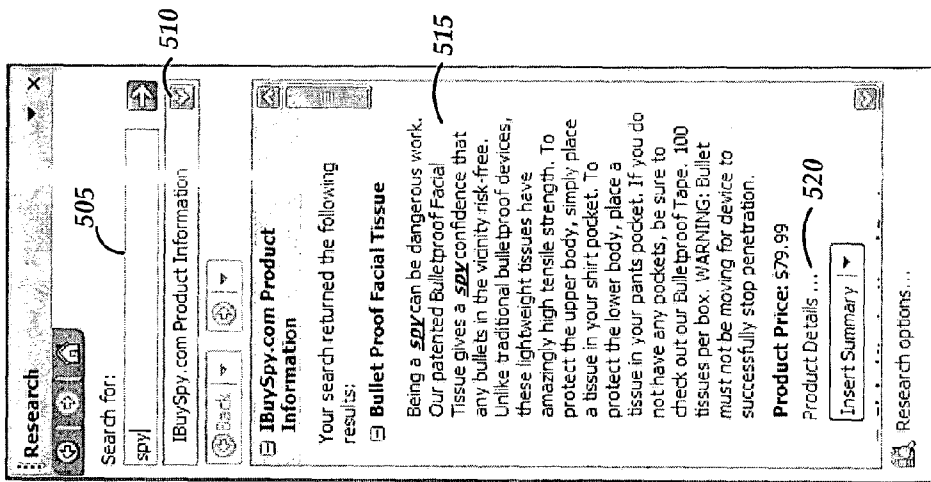 Research
Search for:
505
spy
510
IBuySpy.com Product Information
Back
IBuySpy.com Product
Information
Your search returned the following
results:
Bullet Proof Facial Tissue
515
Being a spy can be dangerous work.
Our patented Bulletproof Facial
Tissue gives a spy confidence that
any bullets in the vicinity risk-free.
Unlike traditional bulletproof devices,
these lightweight tissues have
amazingly high tensile strength. To
protect the upper body, simply place
a tissue in your shirt pocket. To
protect the lower body, place a
tissue in your pants pocket. If you do
not have any pockets, be sure to
check out our Bulletproof Tape. 100
tissues per box. WARNING: Bullet
must not be moving for device to
successfully stop penetration.
Product Price: $79.99
Product Details ...
520
Insert Summary
Research options...